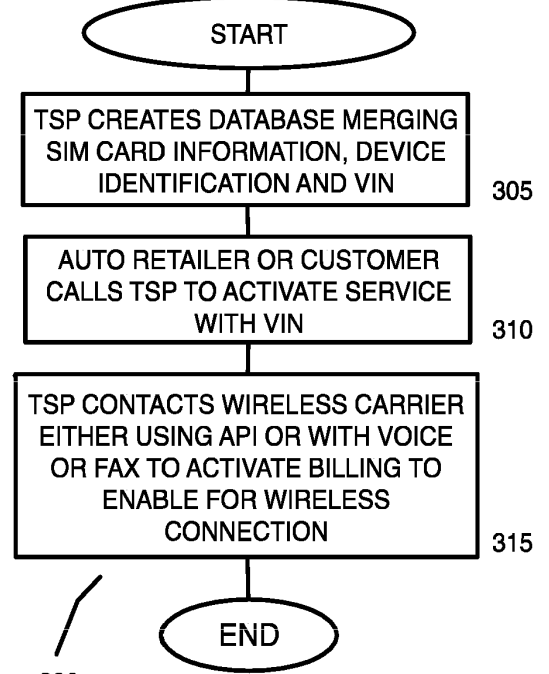 START
TSP CREATES DATABASE MERGING
SIM CARD INFORMATION, DEVICE
IDENTIFICATION AND VIN
305
AUTO RETAILER OR CUSTOMER
CALLS TSP TO ACTIVATE SERVICE
WITH VIN
310
TSP CONTACTS WIRELESS CARRIER
EITHER USING API OR WITH VOICE
OR FAX TO ACTIVATE BILLING TO
ENABLE FOR WIRELESS
CONNECTION
315
END